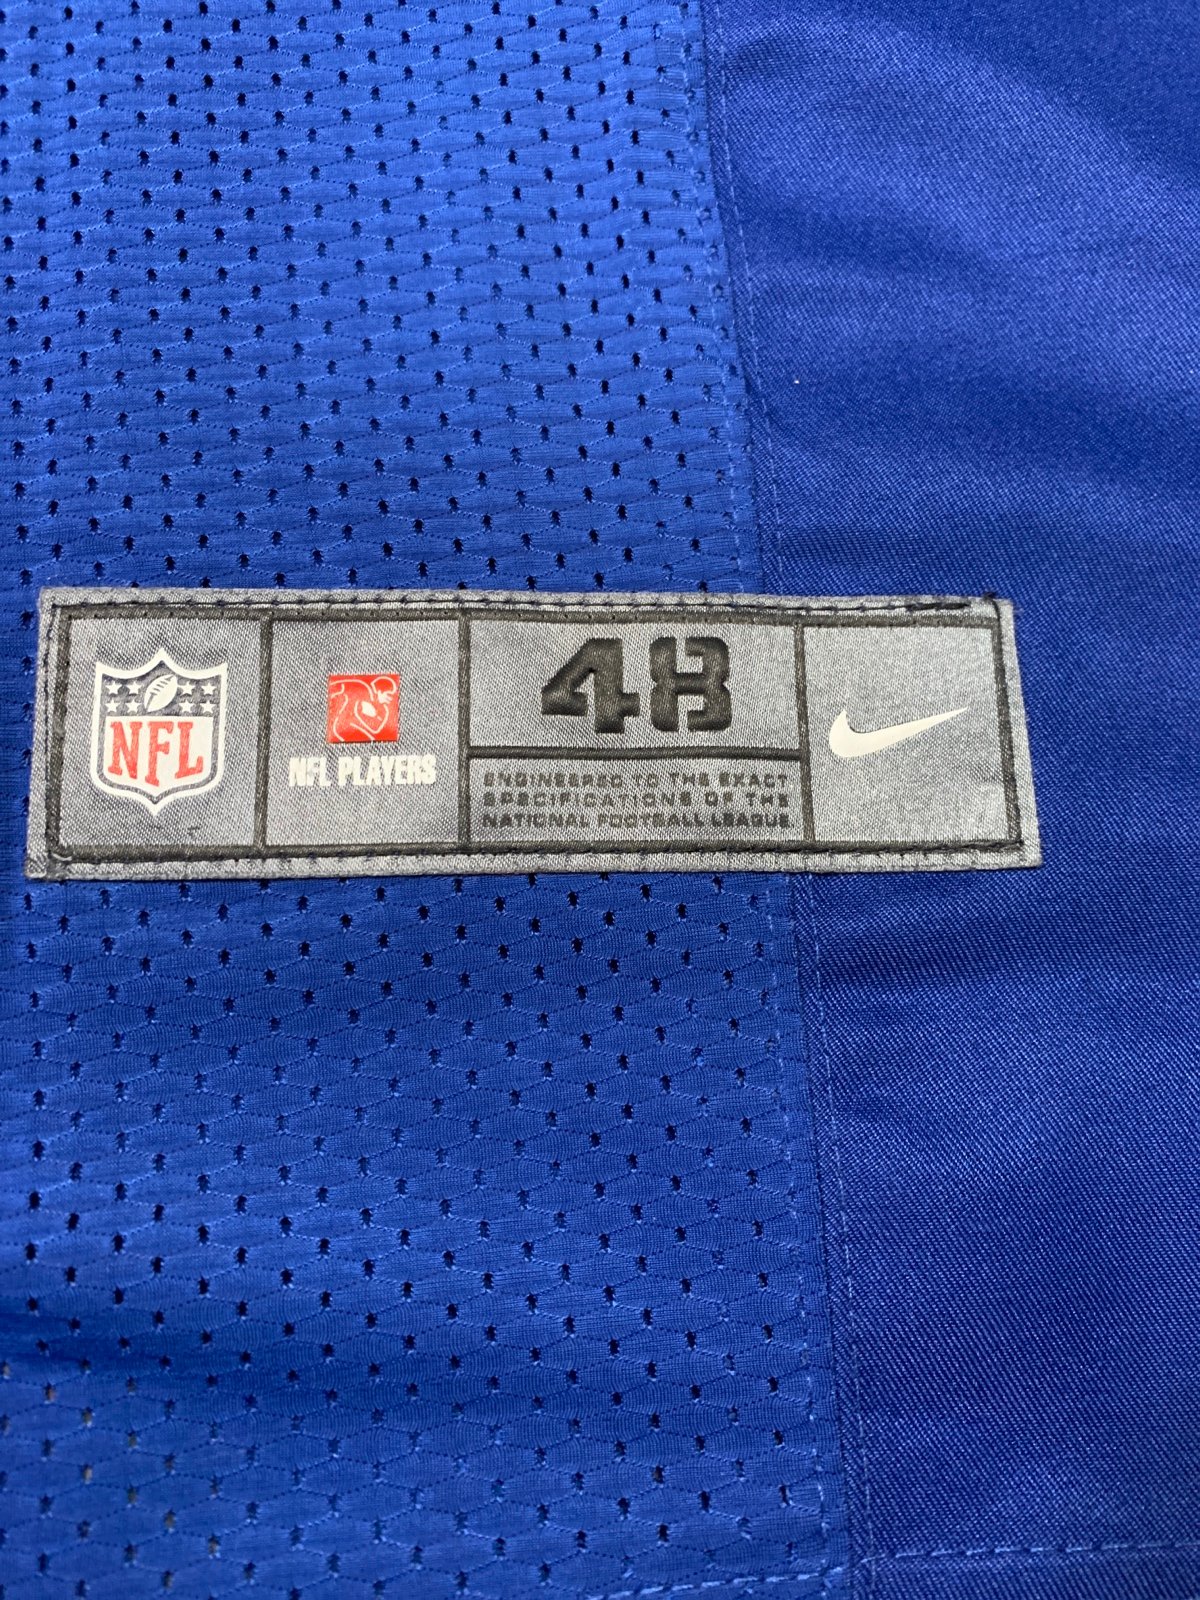 NFL
NFL PLAYERS
48
ENGINEERED TO THE EXACT
SPECIFICATIONS OF THE
NATIONAL FOOTBALL LEAGUE